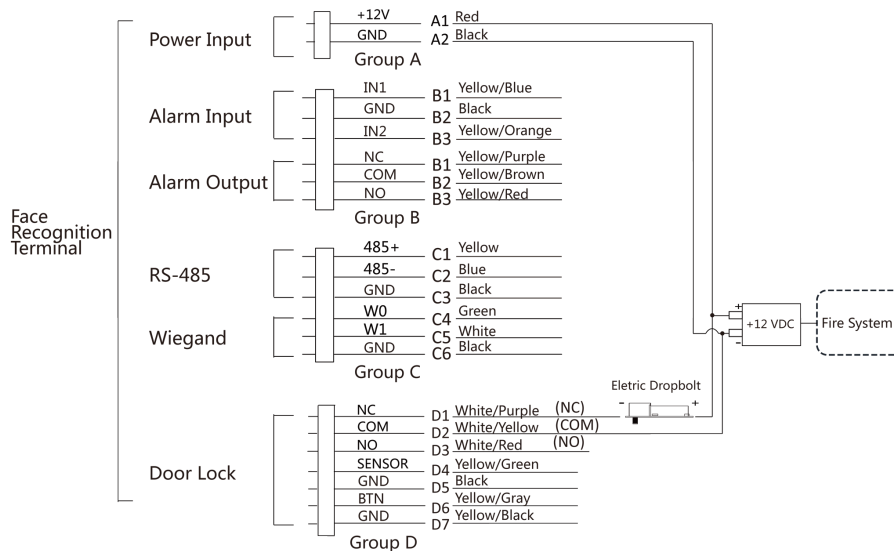 Face
Recognition
Terminal
Power Input
+12V A1 Red
GND A2 Black
Group A
Alarm Input
IN1 B1 Yellow/Blue
GND B2 Black
IN2 B3 Yellow/Orange
Alarm Output
NC B1 Yellow/Purple
COM B2 Yellow/Brown
NO B3 Yellow/Red
Group B
RS-485
485+ C1 Yellow
485- C2 Blue
GND C3 Black
Wiegand
W0 C4 Green
W1 C5 White
GND C6 Black
Group C
Door Lock
NC D1 White/Purple (NC)
COM D2 White/Yellow (COM)
NO D3 White/Red (NO)
SENSOR D4 Yellow/Green
GND D5 Black
BTN D6 Yellow/Gray
GND D7 Yellow/Black
Group D
Eletric Dropbolt
- +
+
+12 VDC
-
Fire System